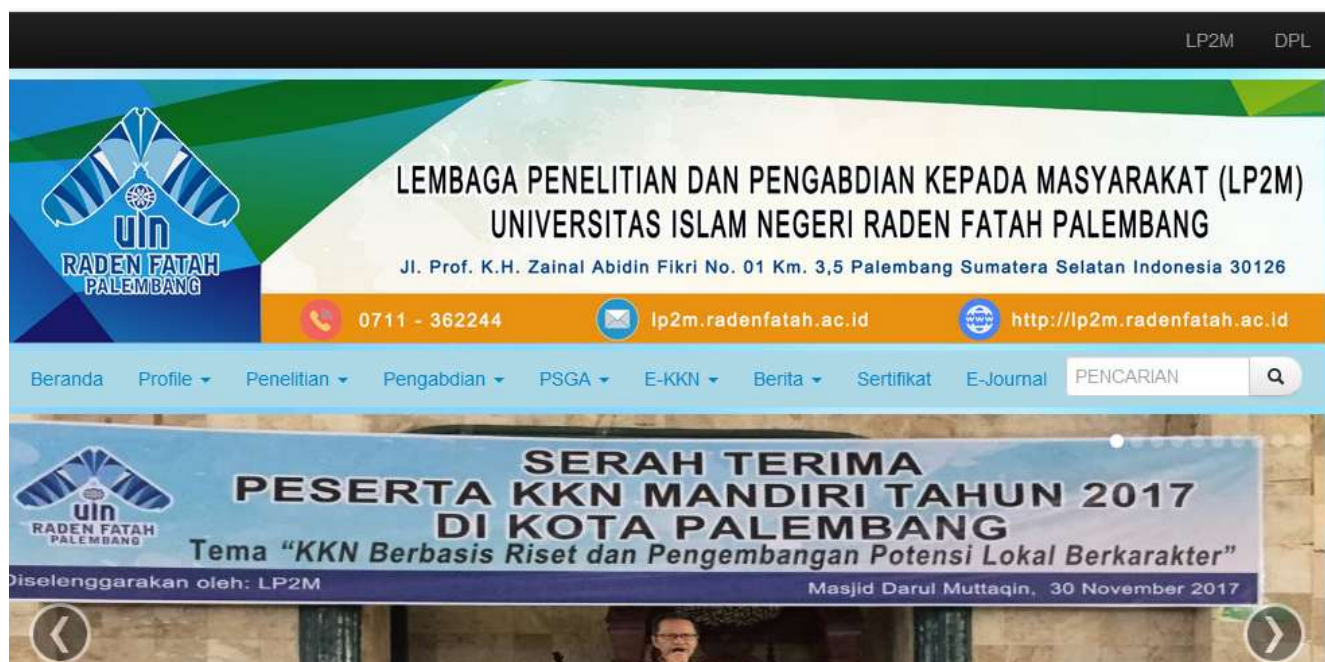 LP2M DPL
LEMBAGA PENELITIAN DAN PENGABDIAN KEPADA MASYARAKAT (LP2M)
UNIVERSITAS ISLAM NEGERI RADEN FATAH PALEMBANG
Jl. Prof. K.H. Zainal Abidin Fikri No. 01 Km. 3,5 Palembang Sumatera Selatan Indonesia 30126
uin
RADEN FATAH
PALEMBANG
0711 - 362244 lp2m.radenfatah.ac.id www http://lp2m.radenfatah.ac.id
Beranda Profile Penelitian Pengabdian PSGA E-KKN Berita Sertifikat E-Journal PENCARIAN
SERAH TERIMA
PESERTA KKN MANDIRI TAHUN 2017
DI KOTA PALEMBANG
Tema "KKN Berbasis Riset dan Pengembangan Potensi Lokal Berkarakter"
uin
RADEN FATAH
PALEMBANG
Diselenggarakan oleh: LP2M Masjid Darul Muttaqin, 30 November 2017